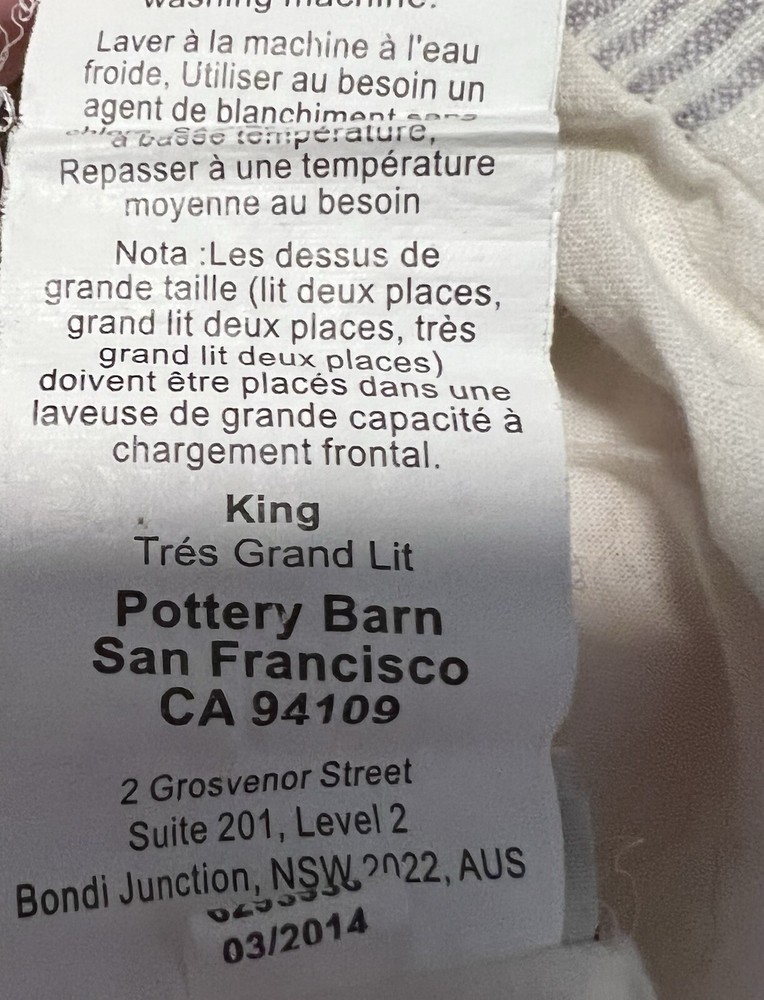 washing machine.
Laver à la machine à l'eau
froide, Utiliser au besoin un
agent de blanchiment sans
à basse température,
Repasser à une température
moyenne au besoin
Nota :Les dessus de
grande taille (lit deux places,
grand lit deux places, très
grand lit deux places)
doivent être placés dans une
laveuse de grande capacité à
chargement frontal.
King
Trés Grand Lit
Pottery Barn
San Francisco
CA 94109
2 Grosvenor Street
Suite 201, Level 2
Bondi Junction, NSW 2022, AUS
03/2014